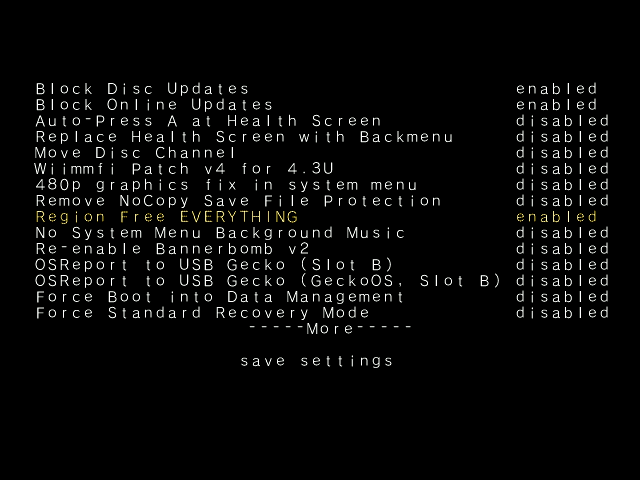 Block Disc Updates enabled
Block Online Updates enabled
Auto-Press A at Health Screen disabled
Replace Health Screen with Backmenu disabled
Move Disc Channel disabled
Wiimmfi Patch v4 for 4.3U disabled
480p graphics fix in system menu disabled
Remove NoCopy Save File Protection disabled
Region Free EVERYTHING enabled
No System Menu Background Music disabled
Re-enable Bannerbomb v2 disabled
OSReport to USB Gecko (Slot B) disabled
OSReport to USB Gecko (GeckoOS, Slot B) disabled
Force Boot into Data Management disabled
Force Standard Recovery Mode disabled
-----More-----
save settings